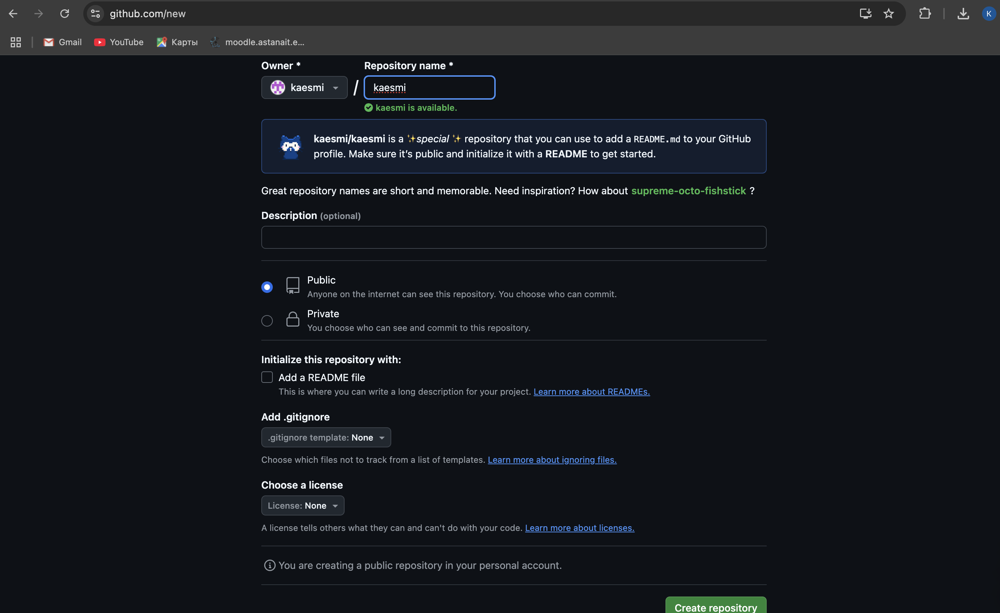 github.com/new
K
Gmail
YouTube
Карты
moodle.astanait.e...
Owner * Repository name *
kaesmi / kaesmi
kaesmi is available.
kaesmi/kaesmi is a ✨special ✨ repository that you can use to add a README.md to your GitHub
profile. Make sure it's public and initialize it with a README to get started.
Great repository names are short and memorable. Need inspiration? How about supreme-octo-fishstick ?
Description (optional)
Public
Anyone on the internet can see this repository. You choose who can commit.
Private
You choose who can see and commit to this repository.
Initialize this repository with:
Add a README file
This is where you can write a long description for your project. Learn more about READMEs.
Add .gitignore
.gitignore template: None
Choose which files not to track from a list of templates. Learn more about ignoring files.
Choose a license
License: None
A license tells others what they can and can't do with your code. Learn more about licenses.
You are creating a public repository in your personal account.
Create repository